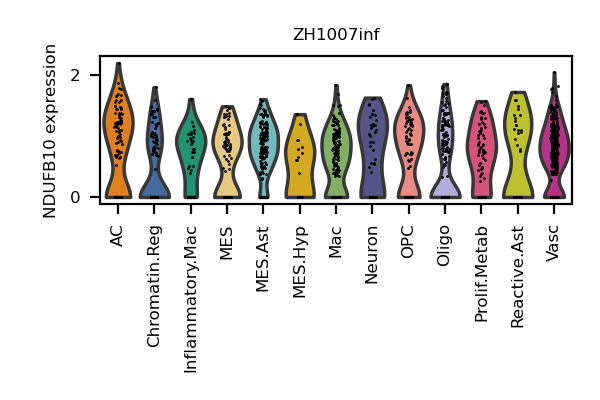 ZH1007inf
NDUFB10 expression
2
0
AC
Chromatin.Reg
Inflammatory.Mac
MES
MES.Ast
MES.Hyp
Mac
Neuron
OPC
Oligo
Prolif.Metab
Reactive.Ast
Vasc